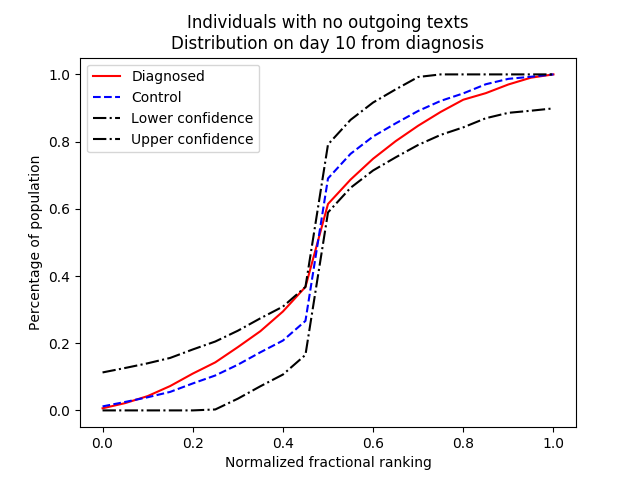 Individuals with no outgoing texts
Distribution on day 10 from diagnosis
Diagnosed
Control
Lower confidence
Upper confidence
Percentage of population
1.0
0.8
0.6
0.4
0.2
0.0
0.0 0.2 0.4 0.6 0.8 1.0
Normalized fractional ranking